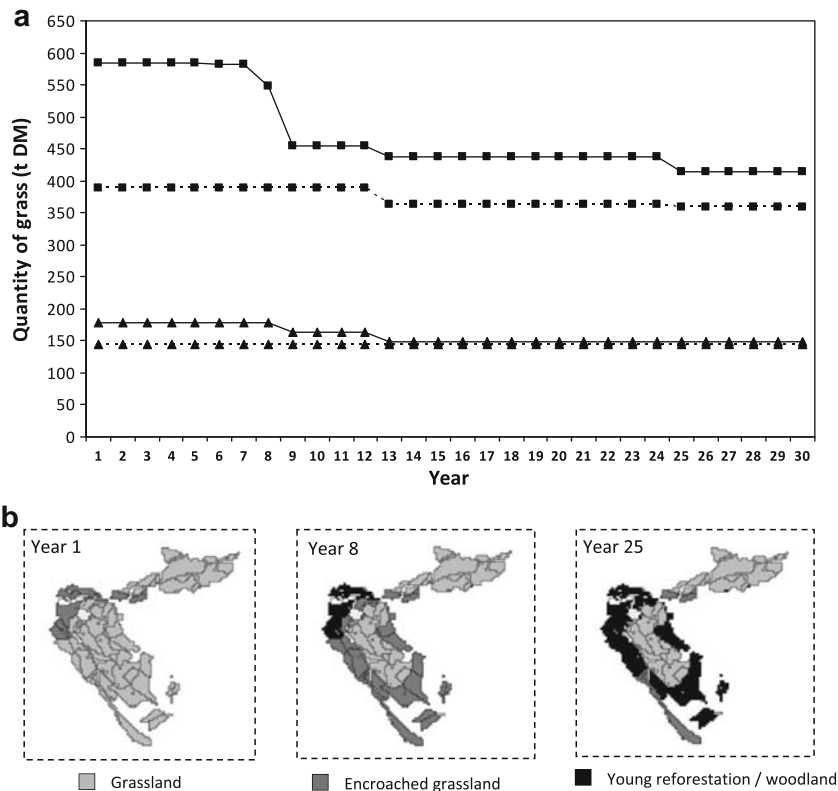 a
650
600
550
500
450
400
350
300
250
200
150
100
50
0
Quantity of grass (t DM)
1 2 3 4 5 6 7 8 9 10 11 12 13 14 15 16 17 18 19 20 21 22 23 24 25 26 27 28 29 30
Year
b
Year 1
Year 8
Year 25
Grassland
Encroached grassland
Young reforestation / woodland